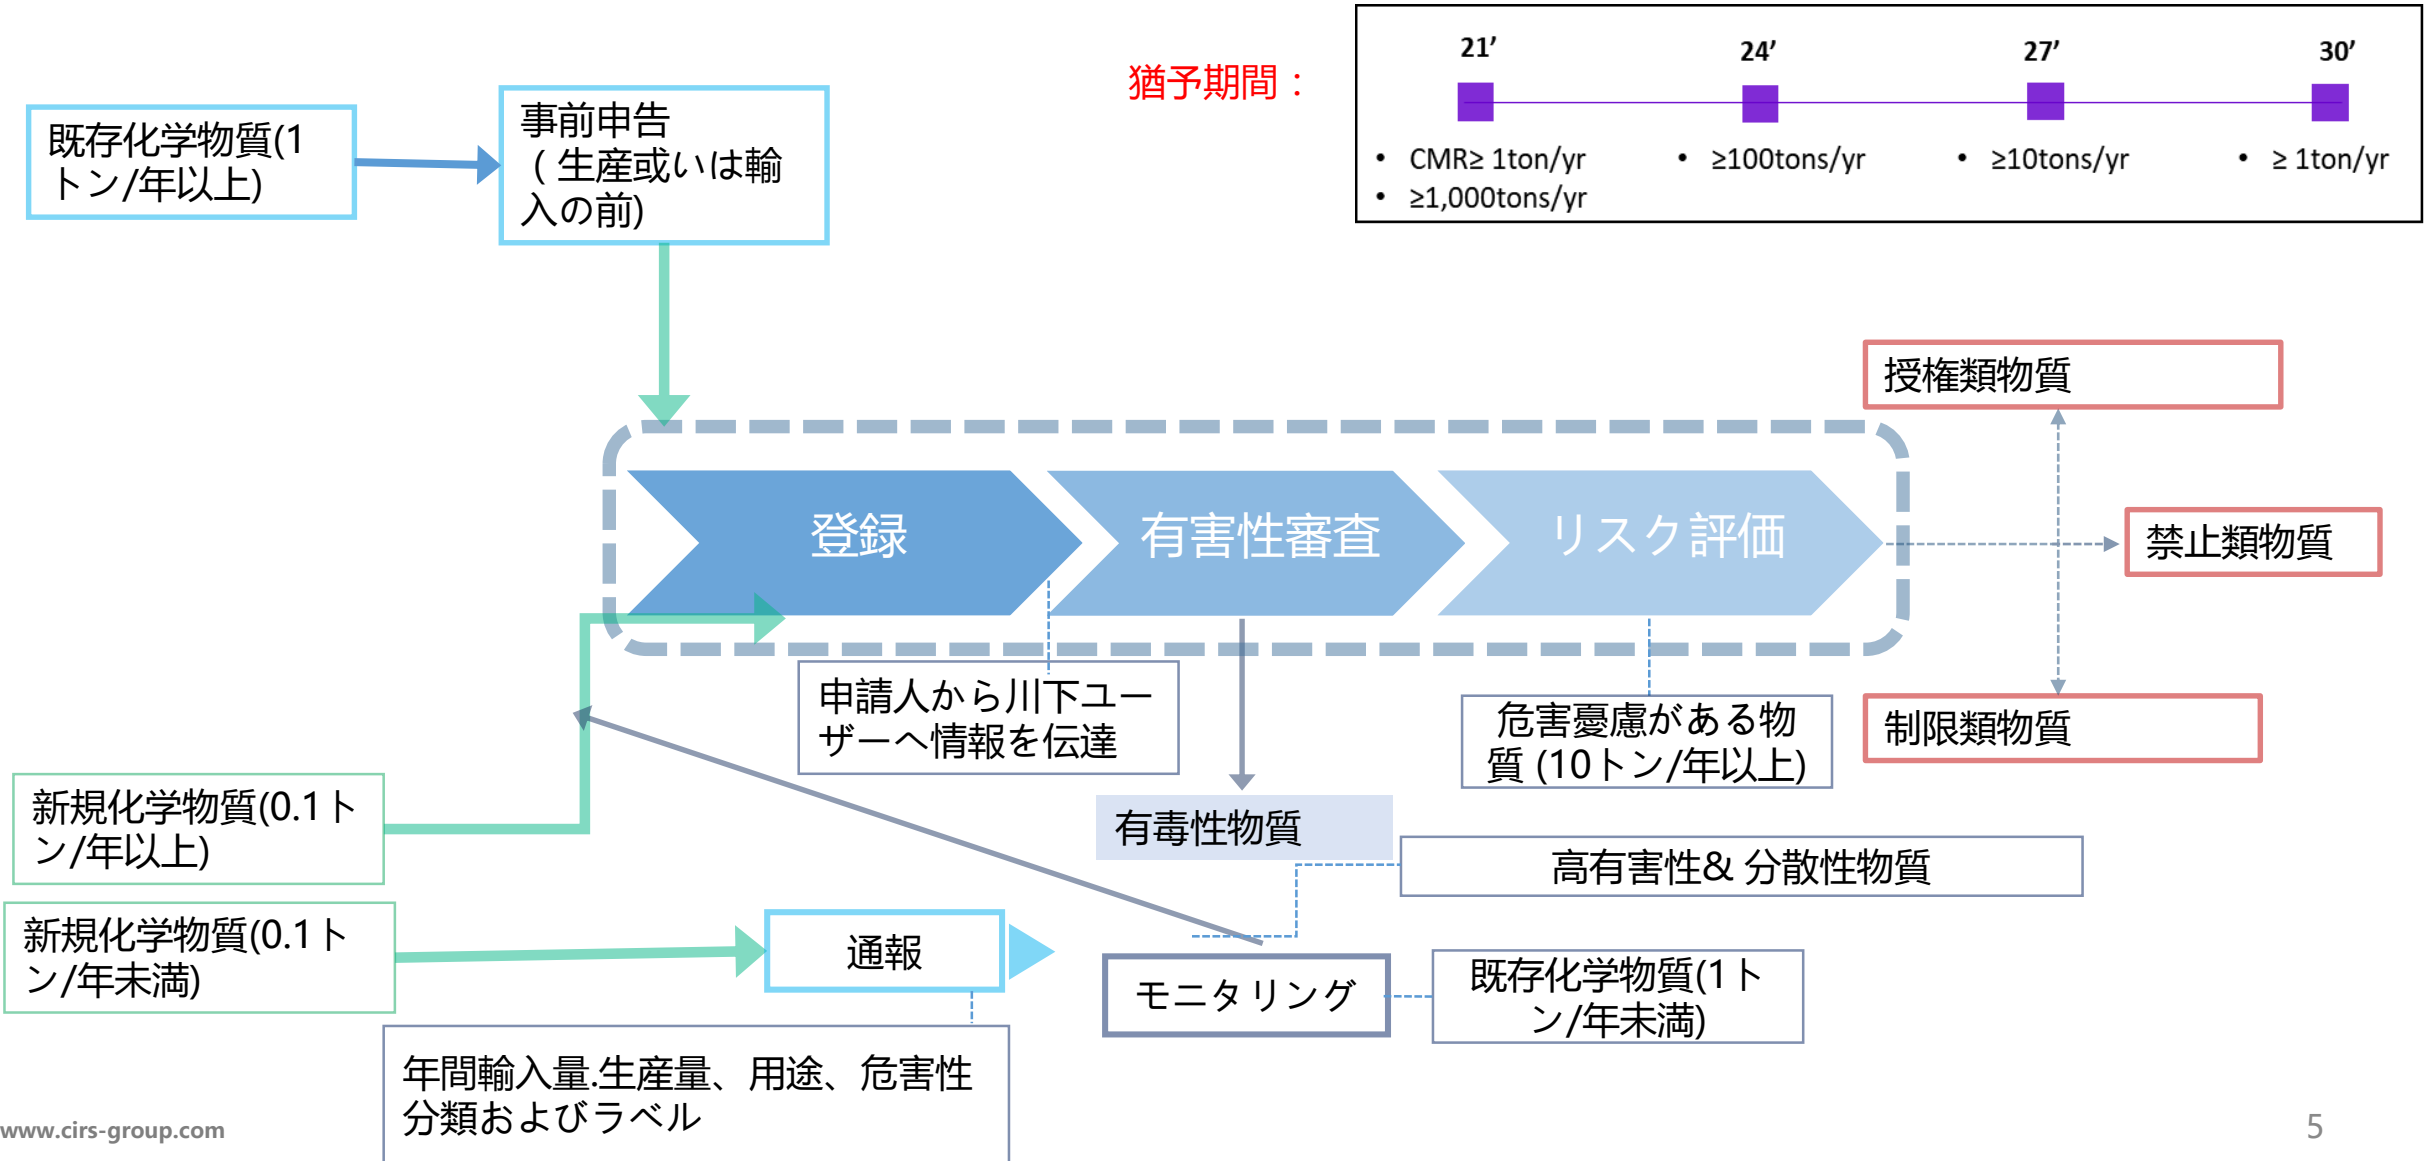 猶予期間：
21’
24’
27’
30’
• CMR≥ 1ton/yr
• ≥1,000tons/yr
• ≥100tons/yr
• ≥10tons/yr
• ≥ 1ton/yr
既存化学物質(1
トン/年以上)
事前申告
（生産或いは輸
入の前)
授権類物質
登録
有害性審査
リスク評価
禁止類物質
申請人から川下ユー
ザーへ情報を伝達
危害憂慮がある物
質 (10トン/年以上)
制限類物質
新規化学物質(0.1ト
ン/年以上)
有毒性物質
高有害性& 分散性物質
新規化学物質(0.1ト
ン/年未満)
通報
モニタリング
既存化学物質(1ト
ン/年未満)
年間輸入量.生産量、用途、危害性
分類およびラベル
www.cirs-group.com
5